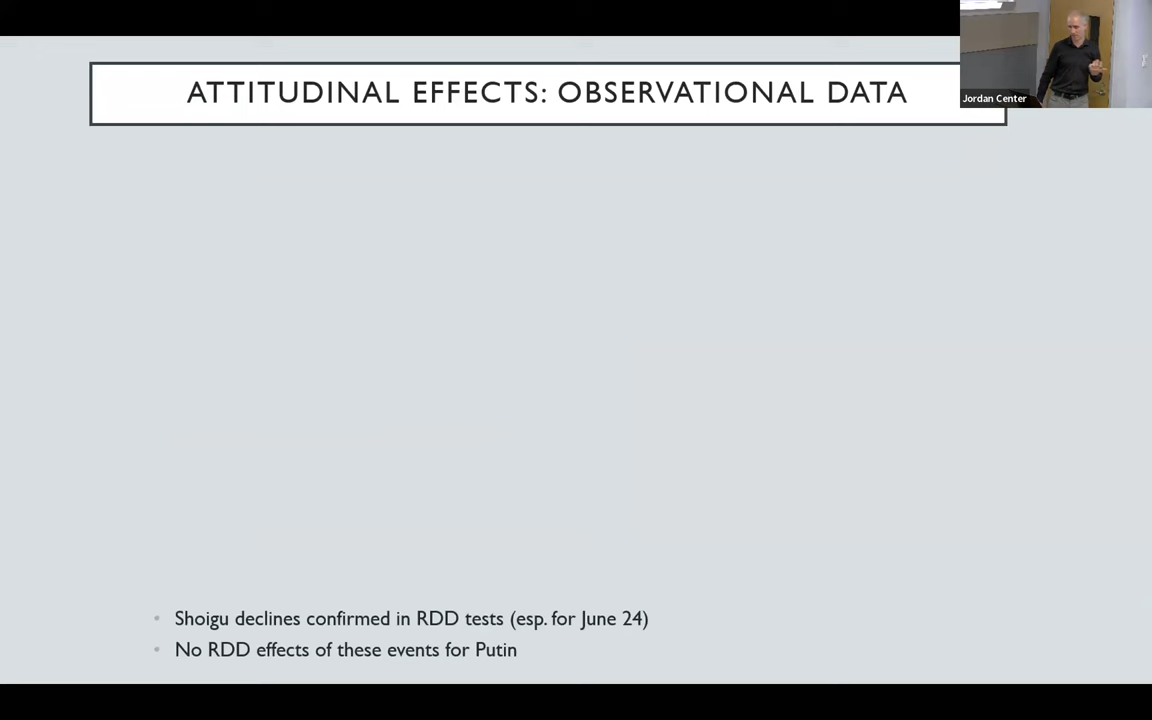 ATTITUDINAL EFFECTS: OBSERVATIONAL DATA
Jordan Center
• Shoigu declines confirmed in RDD tests (esp. for June 24)
• No RDD effects of these events for Putin